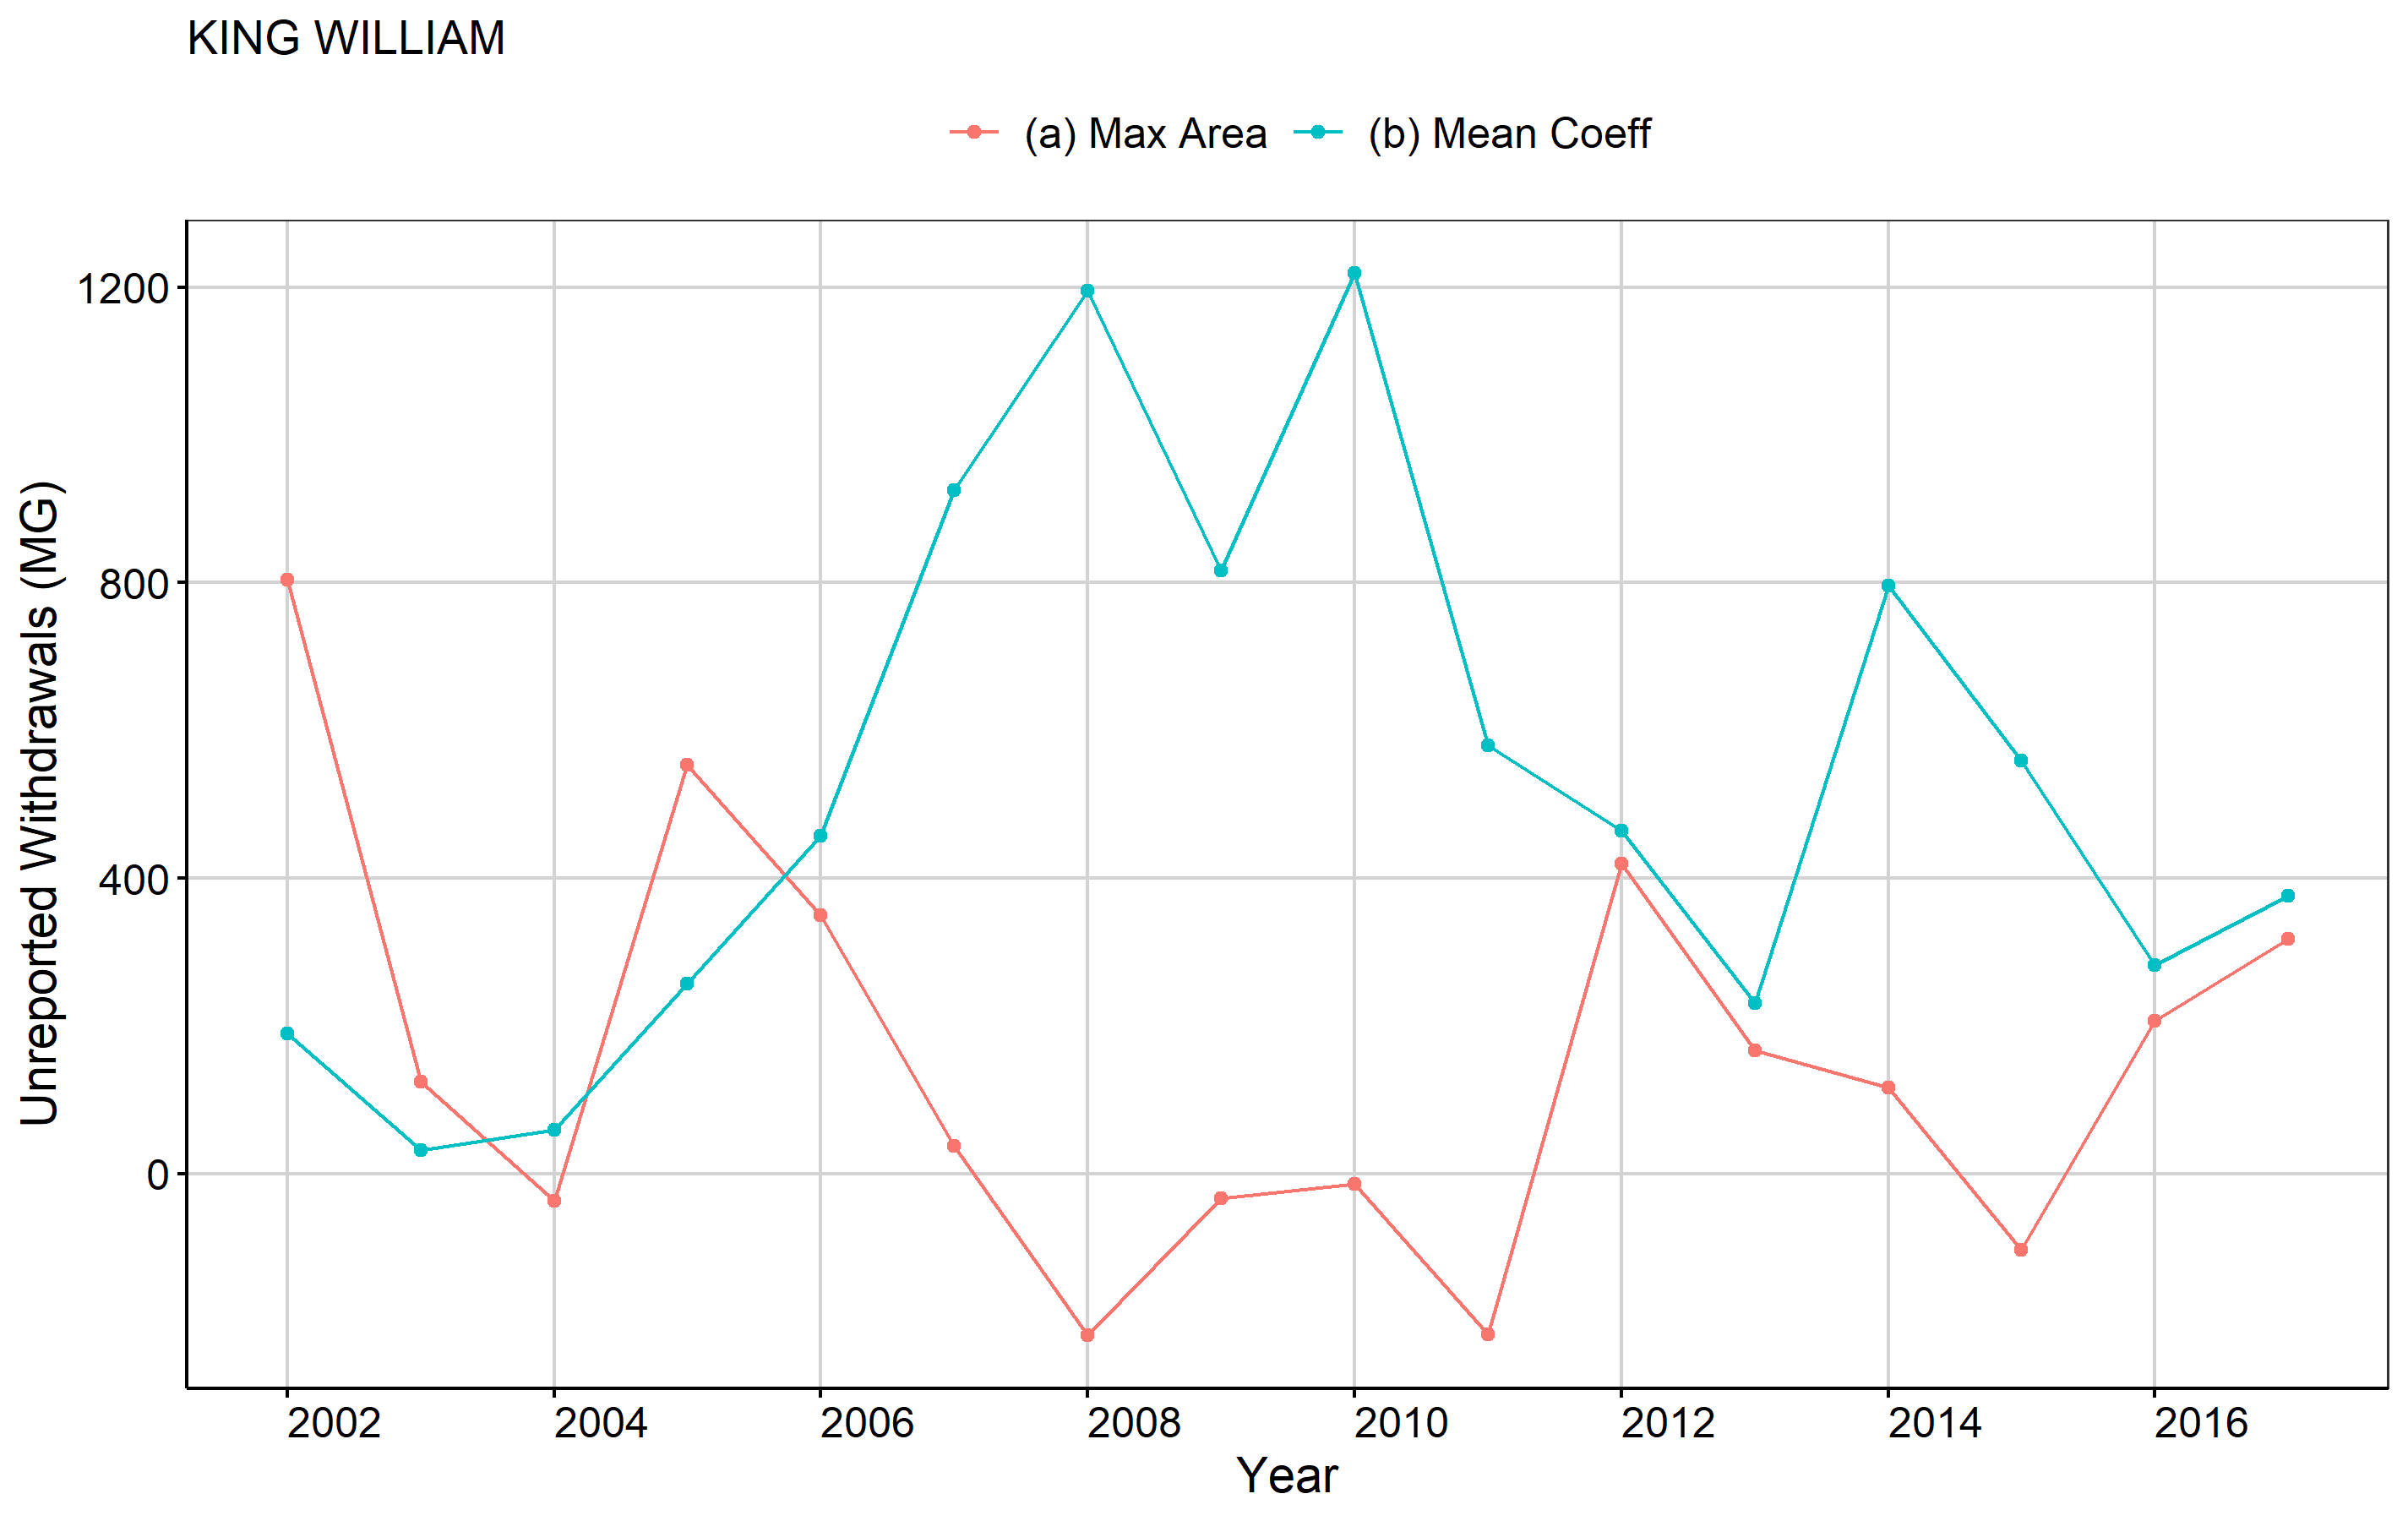 KING WILLIAM
(a) Max Area (b) Mean Coeff
Unreported Withdrawals (MG)
1200
800
400
0
2002 2004 2006 2008 2010 2012 2014 2016
Year